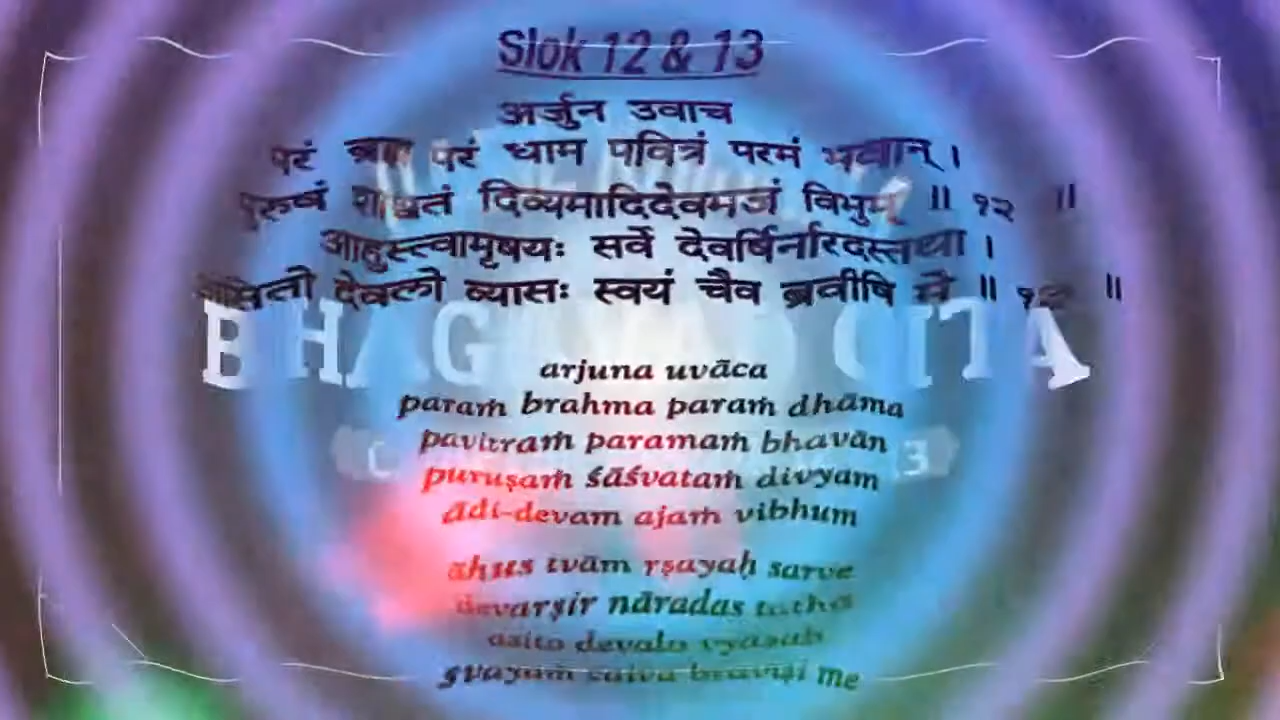 Slok 12 & 13
अर्जुन उवाच
परं ब्रह्म परं धाम पवित्रं परमं भवान् ।
पुरुषं शाश्वतं दिव्यमादिदेवमजं विभुम् ॥ १२ ॥
आहुस्त्वामृषयः सर्वे देवर्षिर्नारदस्तथा ।
असितो देवलो व्यासः स्वयं चैव ब्रवीषि मे ॥ १३ ॥
BHAGAVAD GITA
arjuna uvāca
paraṁ brahma paraṁ dhāma
pavitraṁ paramaṁ bhavān
puruṣaṁ śāśvataṁ divyam
ādi-devam ajaṁ vibhum
āhus tvām ṛṣayaḥ sarve
devarṣir nāradas tathā
asito devalo vyāsaḥ
svayaṁ caiva bravīṣi me